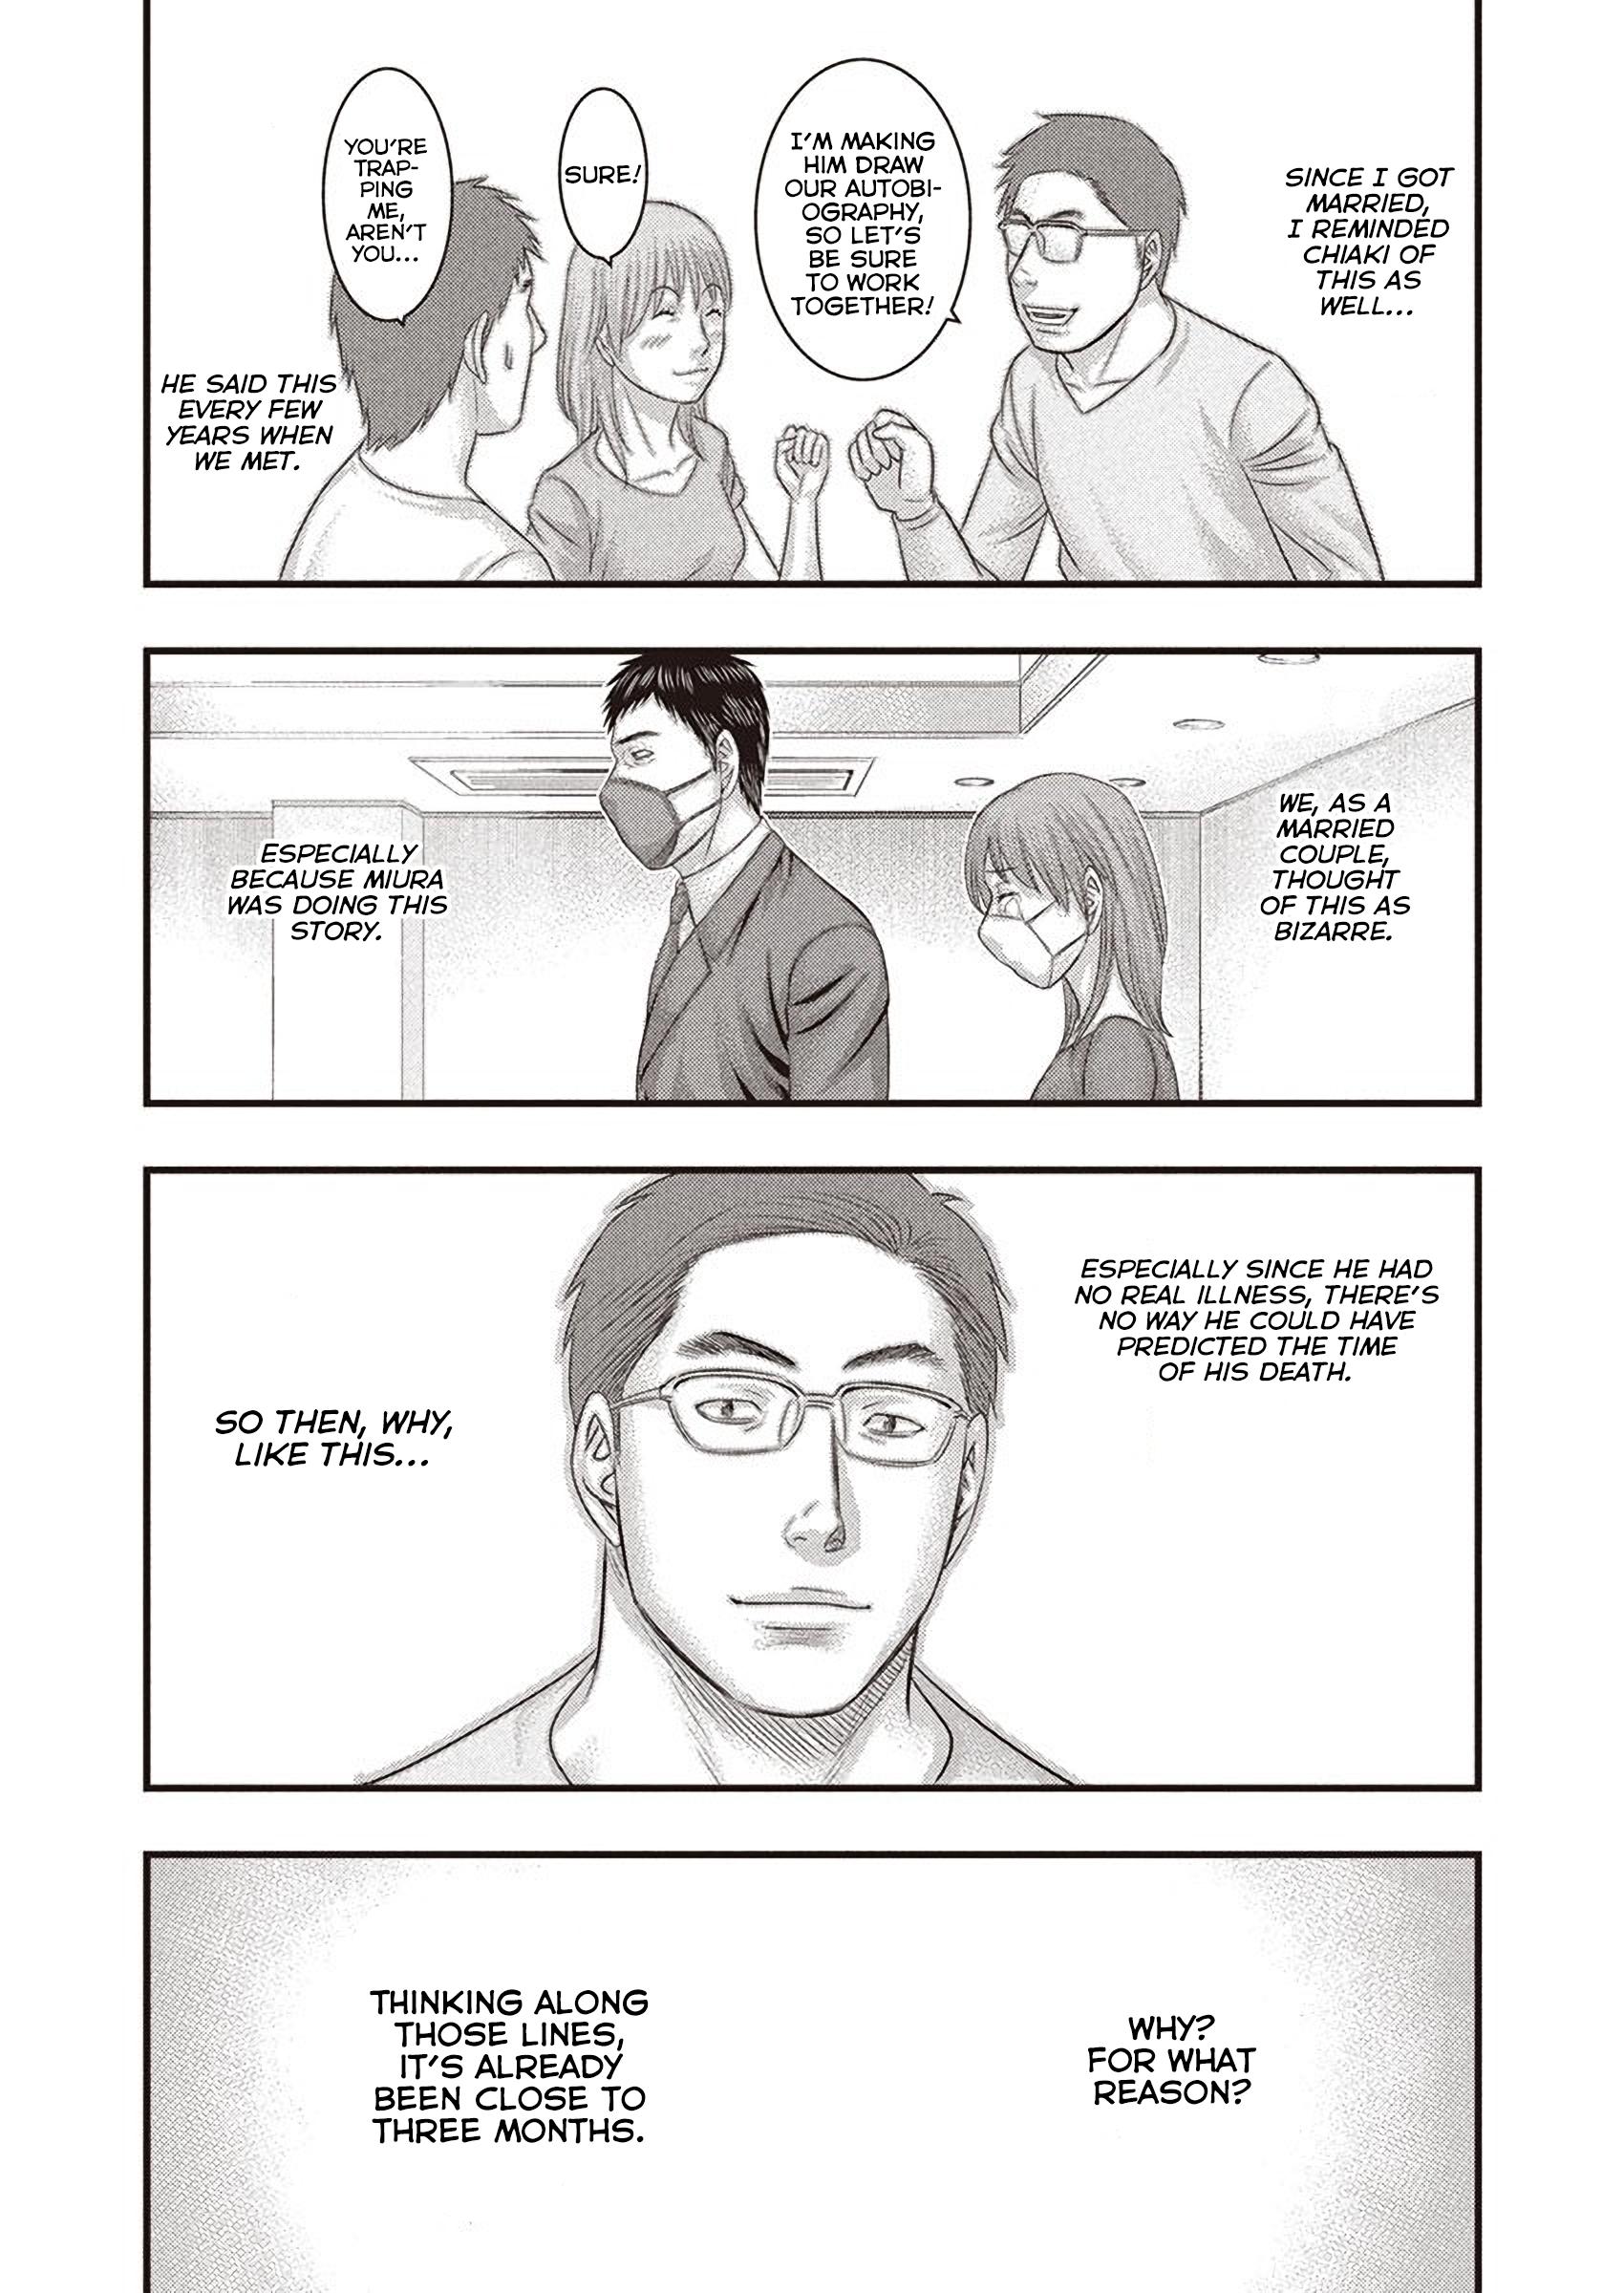 SINCE I GOT
MARRIED,
I REMINDED
CHIAKI OF
THIS AS
WELL...
I'M MAKING
HIM DRAW
OUR AUTOBI-
OGRAPHY,
SO LET'S
BE SURE
TO WORK
TOGETHER!
SURE!
YOU'RE
TRAP-
PING
ME,
AREN'T
YOU...
HE SAID THIS
EVERY FEW
YEARS WHEN
WE MET.
WE, AS A
MARRIED
COUPLE,
THOUGHT
OF THIS AS
BIZARRE.
ESPECIALLY
BECAUSE MIURA
WAS DOING THIS
STORY.
ESPECIALLY SINCE HE HAD
NO REAL ILLNESS, THERE'S
NO WAY HE COULD HAVE
PREDICTED THE TIME
OF HIS DEATH.
SO THEN, WHY,
LIKE THIS...
WHY?
FOR WHAT
REASON?
THINKING ALONG
THOSE LINES,
IT'S ALREADY
BEEN CLOSE TO
THREE MONTHS.